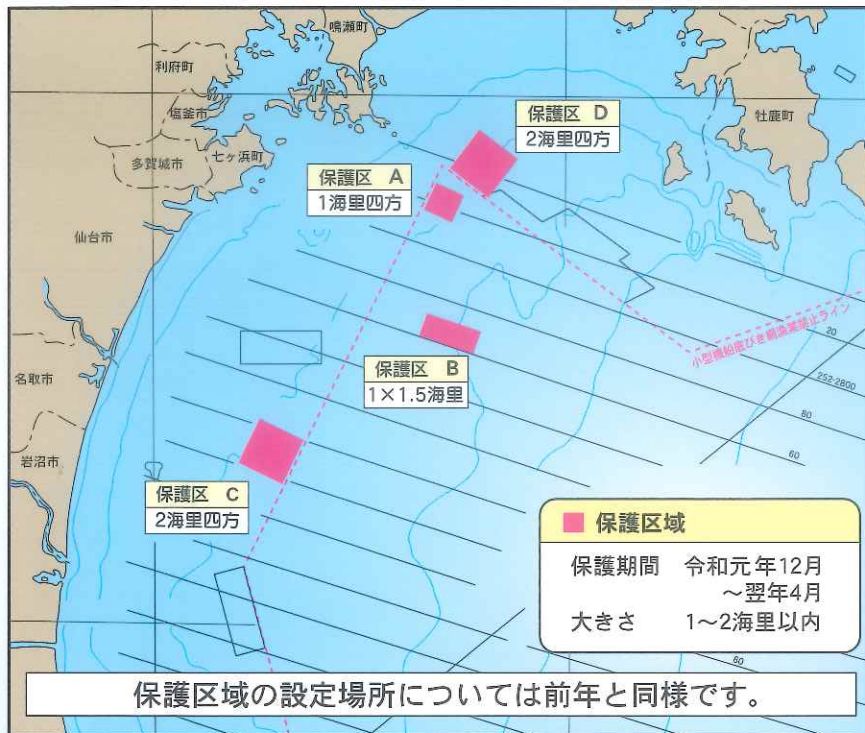 鳴瀬町
利府町
塩釜市
多賀城市
七ヶ浜町
仙台市
名取市
岩沼市
牡鹿町
保護区 D
2海里四方
保護区 A
1海里四方
保護区 B
1×1.5海里
保護区 C
2海里四方
小型機船底びき網漁業禁止ライン
20
252·2800
60
60
保護区域
保護期間 令和元年12月
～翌年4月
大きさ 1～2海里以内
60
保護区域の設定場所については前年と同様です。